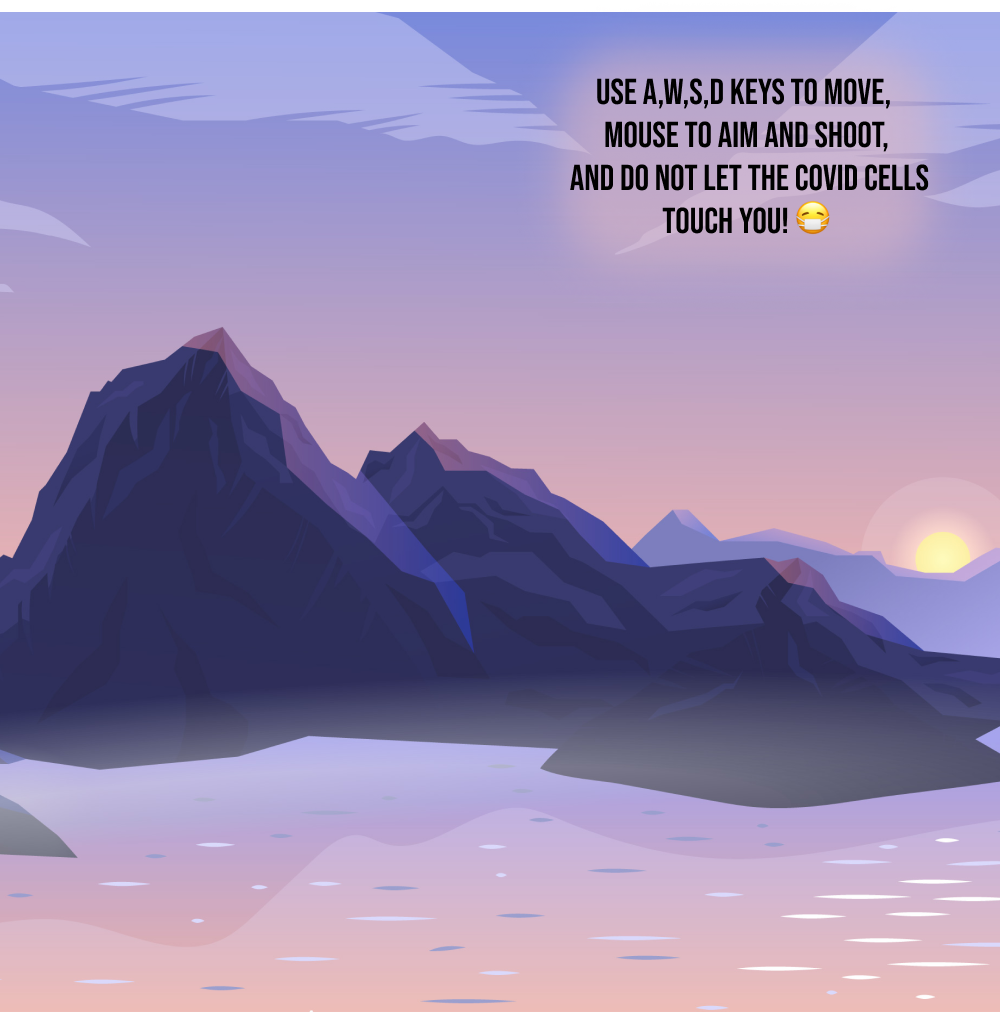 USE A,W,S,D KEYS TO MOVE,
MOUSE TO AIM AND SHOOT,
AND DO NOT LET THE COVID CELLS
TOUCH YOU! 😷